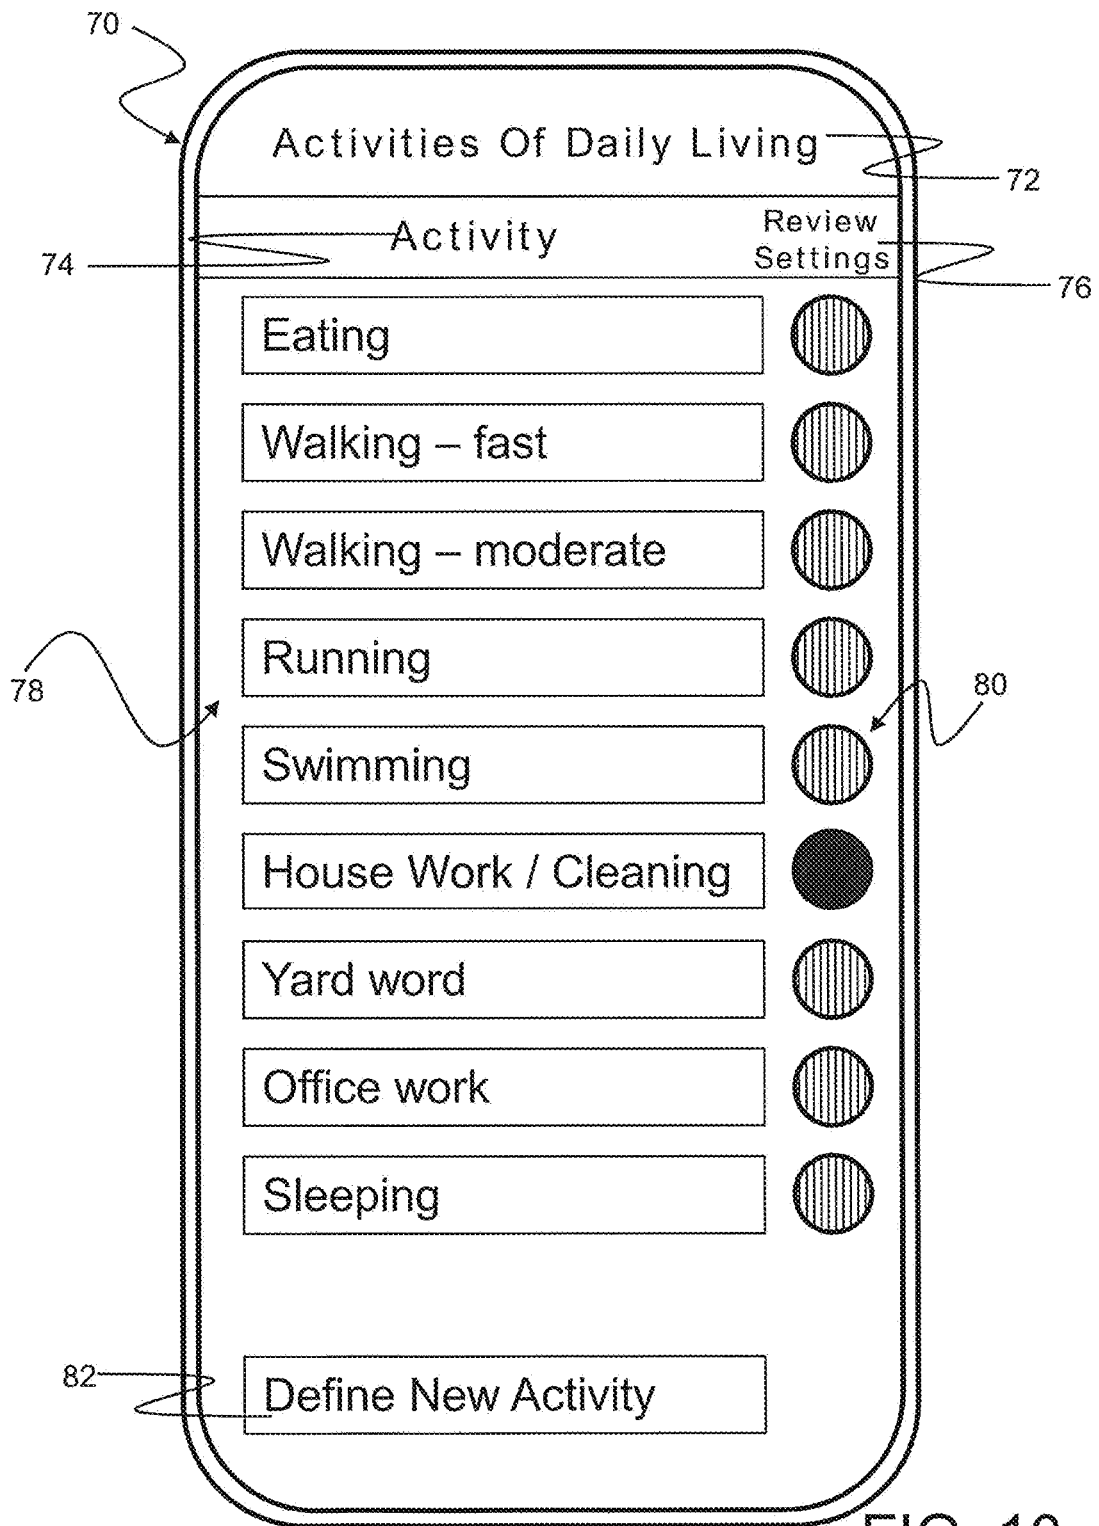 70
Activities Of Daily Living
72
Activity
Review
Settings
74
76
Eating
Walking – fast
Walking – moderate
Running
78
80
Swimming
House Work / Cleaning
Yard word
Office work
Sleeping
82
Define New Activity
FIG.